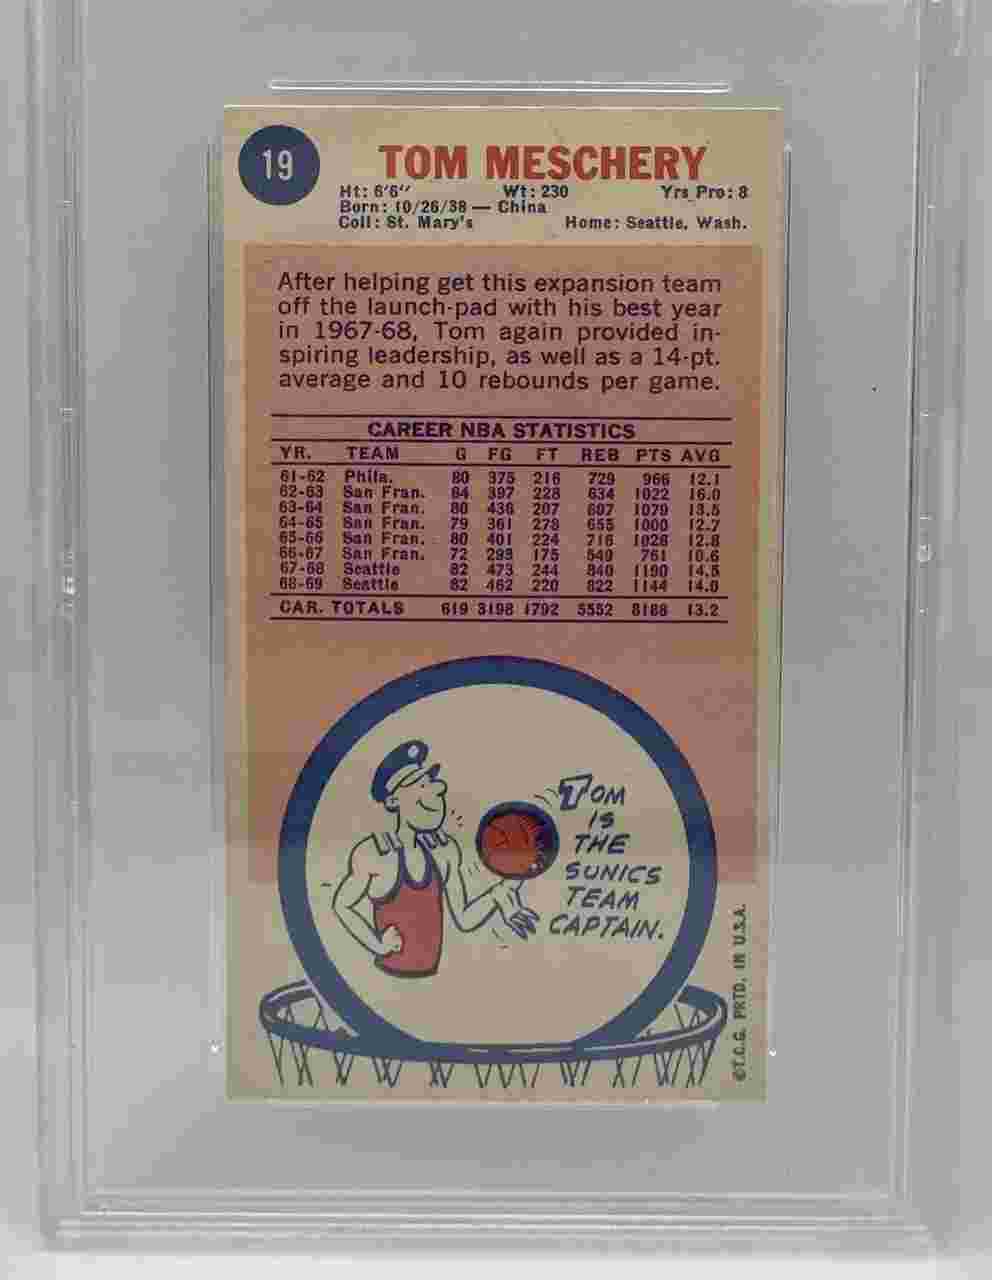 19
TOM MESCHERY
Ht: 6'6" Wt: 230 Yrs Pro: 8
Born: 10/26/38 — China
Coll: St. Mary's Home: Seattle, Wash.
After helping get this expansion team
off the launch-pad with his best year
in 1967-68, Tom again provided in-
spiring leadership, as well as a 14-pt.
average and 10 rebounds per game.
CAREER NBA STATISTICS
YR. TEAM G FG FT REB PTS AVG
61-62 Phila. 80 375 216 729 966 12.1
62-63 San Fran. 64 397 228 634 1022 16.0
63-64 San Fran. 80 436 207 607 1079 13.5
64-65 San Fran. 79 361 278 655 1000 12.7
65-66 San Fran. 80 401 224 716 1026 12.8
66-67 San Fran. 72 293 175 549 761 10.6
67-68 Seattle 82 473 244 840 1190 14.5
68-69 Seattle 82 462 220 822 1144 14.0
CAR. TOTALS 619 3198 1792 5552 8188 13.2
TOM
IS
THE
SUNICS
TEAM
CAPTAIN.
©T.C.G. PRTD. IN U.S.A.